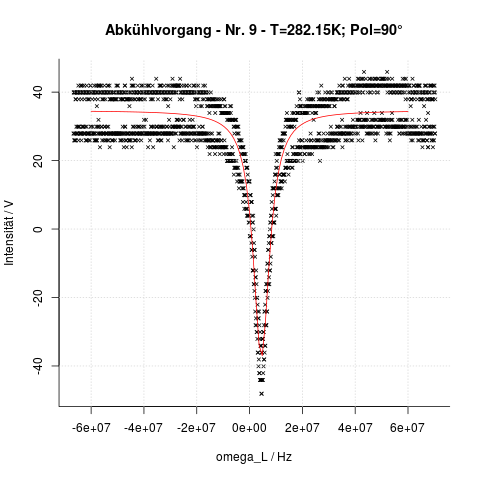 Abkühlvorgang - Nr. 9 - T=282.15K; Pol=90°
Intensität / V
40
20
0
-20
-40
-6e+07 -4e+07 -2e+07 0e+00 2e+07 4e+07 6e+07
omega_L / Hz